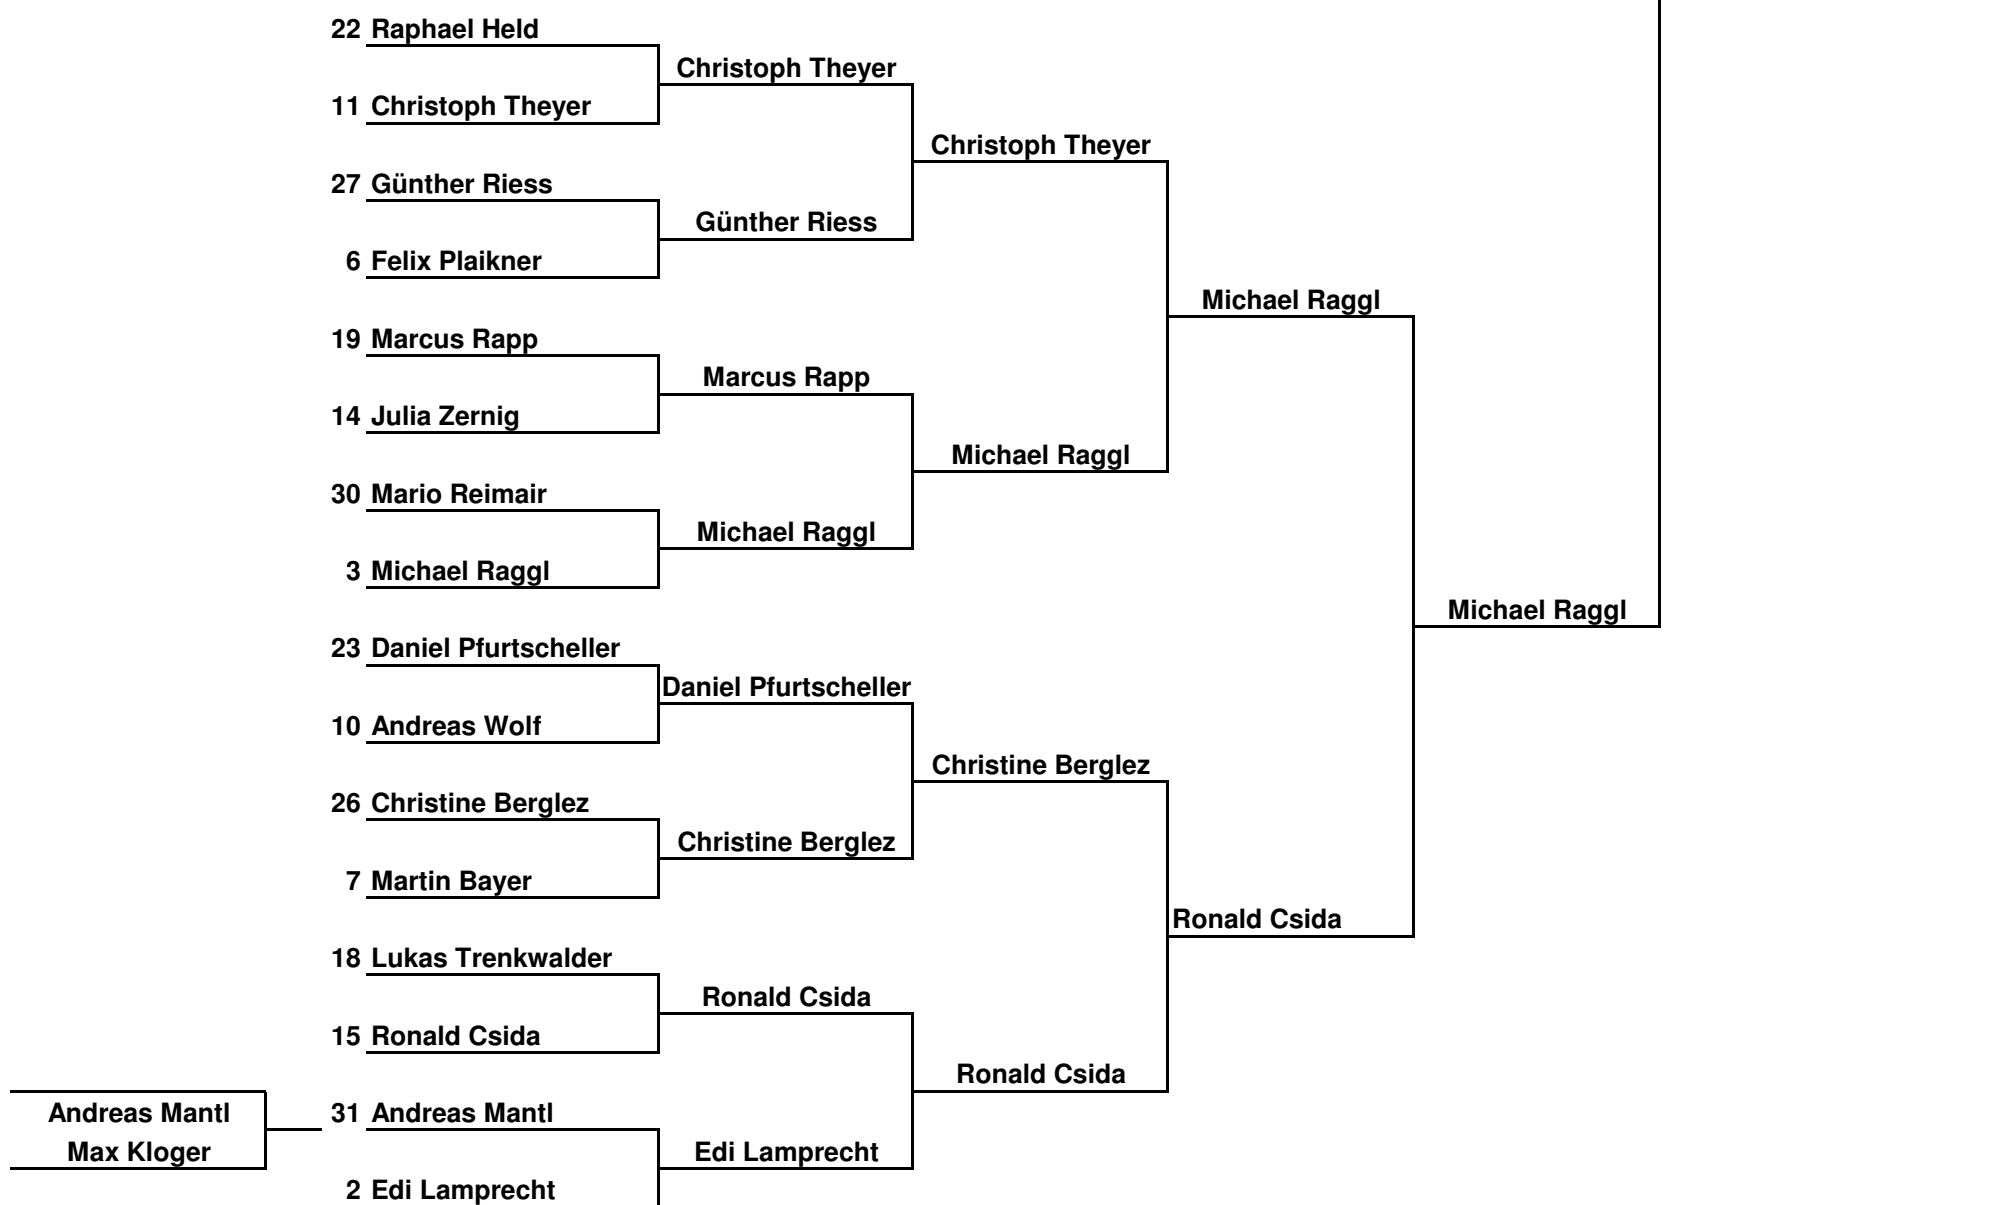 22 Raphael Held
Christoph Theyer
11 Christoph Theyer
Christoph Theyer
27 Günther Riess
Günther Riess
6 Felix Plaikner
Michael Raggl
19 Marcus Rapp
Marcus Rapp
14 Julia Zernig
Michael Raggl
30 Mario Reimair
Michael Raggl
3 Michael Raggl
Michael Raggl
23 Daniel Pfurtscheller
Daniel Pfurtscheller
10 Andreas Wolf
Christine Berglez
26 Christine Berglez
Christine Berglez
7 Martin Bayer
Ronald Csida
18 Lukas Trenkwalder
Ronald Csida
15 Ronald Csida
Ronald Csida
Andreas Mantl
31 Andreas Mantl
Max Kloger
Edi Lamprecht
2 Edi Lamprecht